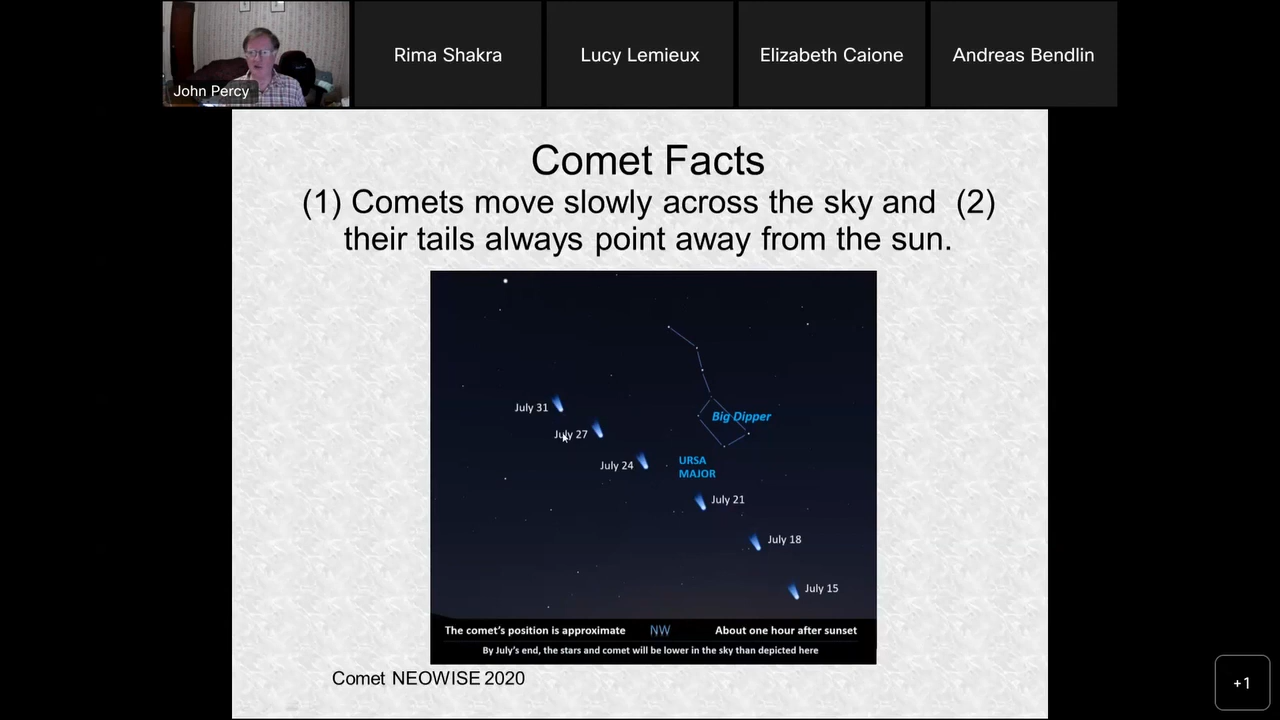 John Percy
Rima Shakra
Lucy Lemieux
Elizabeth Caione
Andreas Bendlin
Comet Facts
(1) Comets move slowly across the sky and (2)
their tails always point away from the sun.
July 31
Big Dipper
July 27
July 24
URSA
MAJOR
July 21
July 18
July 15
The comet's position is approximate
NW
About one hour after sunset
By July's end, the stars and comet will be lower in the sky than depicted here
Comet NEOWISE 2020
+1